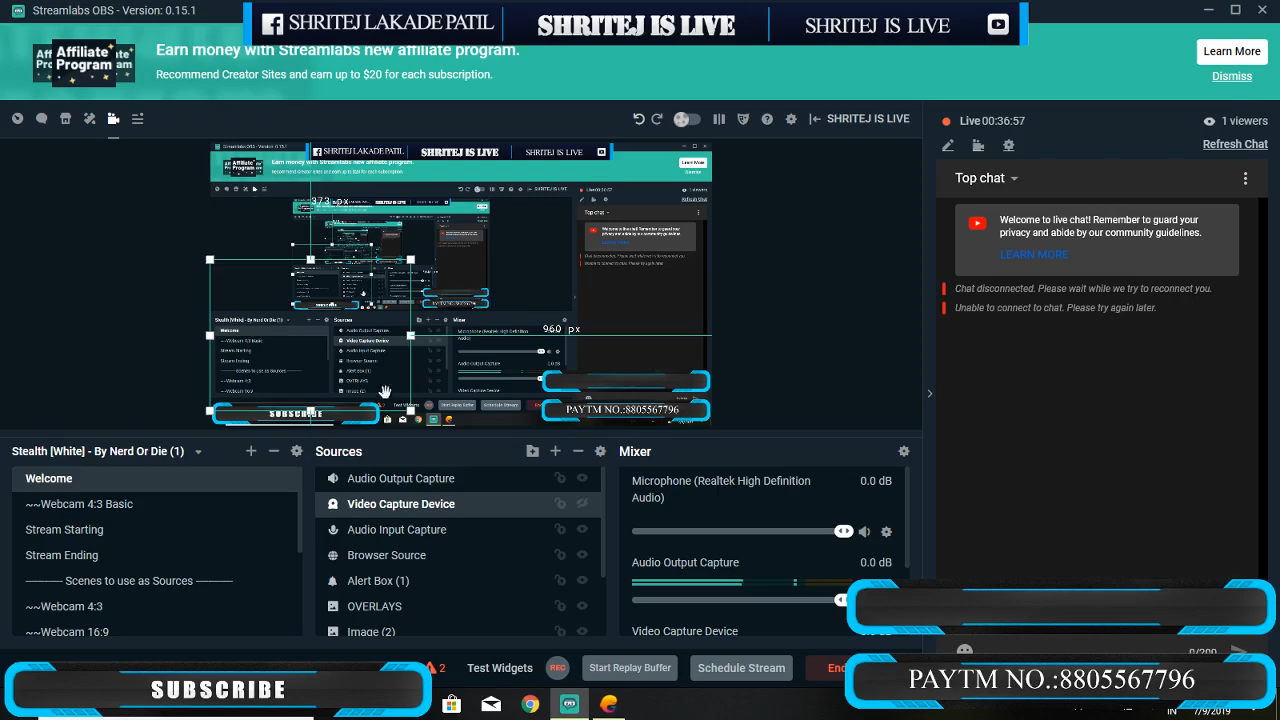 Streamlabs OBS - Version: 0.15.1
SHRITEJ LAKADE PATIL
SHRITEJ IS LIVE
SHRITEJ IS LIVE
Affiliate
Program
Earn money with Streamlabs new affiliate program.
Recommend Creator Sites and earn up to $20 for each subscription.
Learn More
Dismiss
SHRITEJ IS LIVE
Live 00:36:57
1 viewers
Refresh Chat
Top chat
Welcome to live chat! Remember to guard your
privacy and abide by our community guidelines.
LEARN MORE
Chat disconnected. Please wait while we try to reconnect you.
Unable to connect to chat. Please try again later.
373 px
960 px
SUBSCRIBE
PAYTM NO.:8805567796
Stealth [White] - By Nerd Or Die (1)
Welcome
~~Webcam 4:3 Basic
Stream Starting
Stream Ending
——— Scenes to use as Sources ———
~~Webcam 4:3
~~Webcam 16:9
Sources
Audio Output Capture
Video Capture Device
Audio Input Capture
Browser Source
Alert Box (1)
OVERLAYS
Image (2)
Mixer
Microphone (Realtek High Definition
Audio)
0.0 dB
Audio Output Capture
0.0 dB
Video Capture Device
2
Test Widgets
REC
Start Replay Buffer
Schedule Stream
0/200
SUBSCRIBE
PAYTM NO.:8805567796
IN
7/9/2019